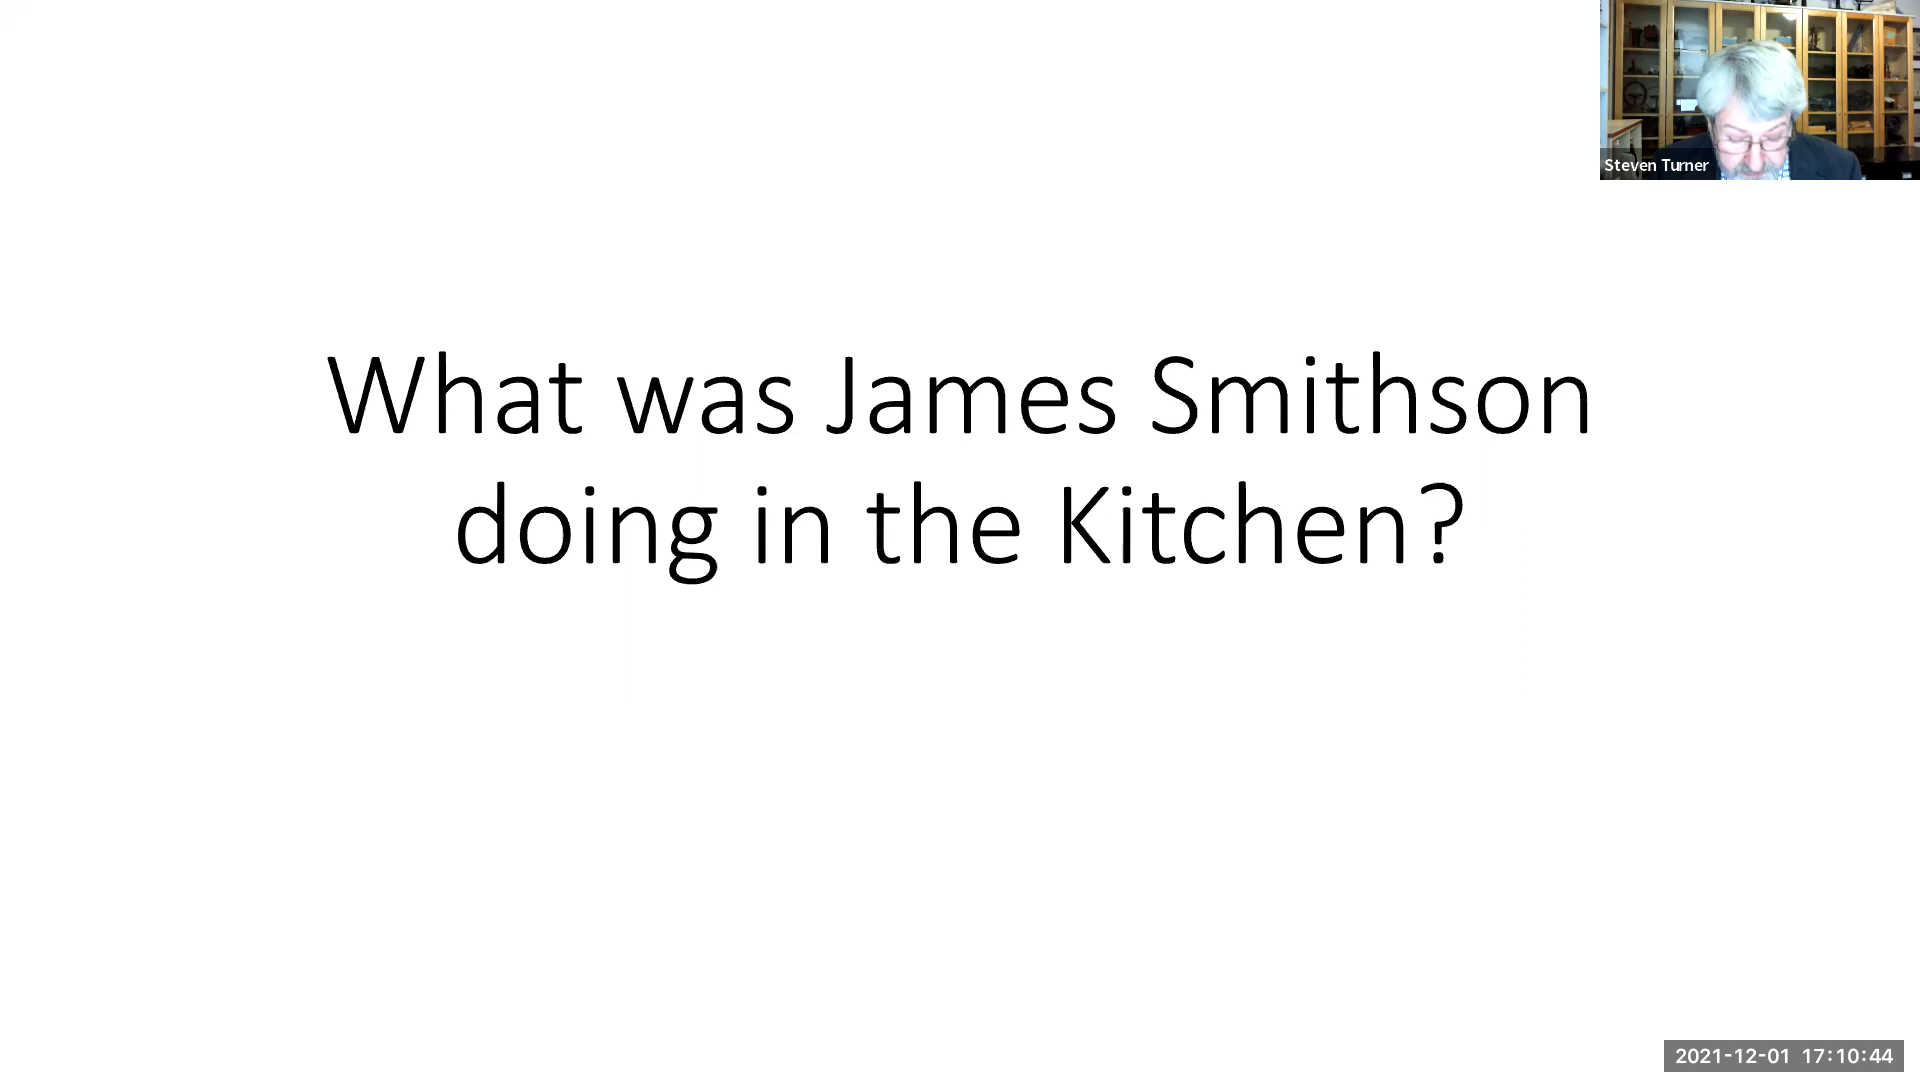 Steven Turner
What was James Smithson
doing in the Kitchen?
2021-12-01 17:10:44